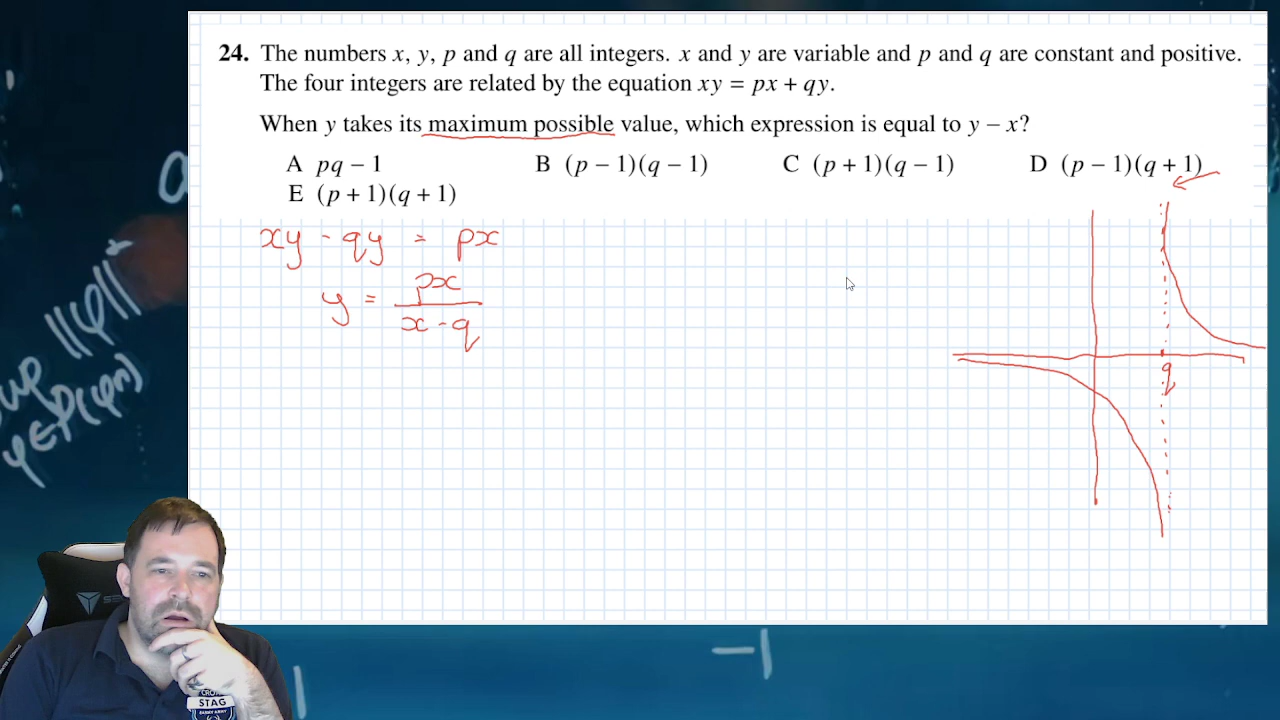 24. The numbers x, y, p and q are all integers. x and y are variable and p and q are constant and positive.
The four integers are related by the equation xy = px + qy.
When y takes its maximum possible value, which expression is equal to y − x?
A pq − 1 B (p − 1)(q − 1) C (p + 1)(q − 1) D (p − 1)(q + 1)
E (p + 1)(q + 1)
xy - qy = px
y = px / x - q
q
||φ||
y∈P(φn)
-1
STAG